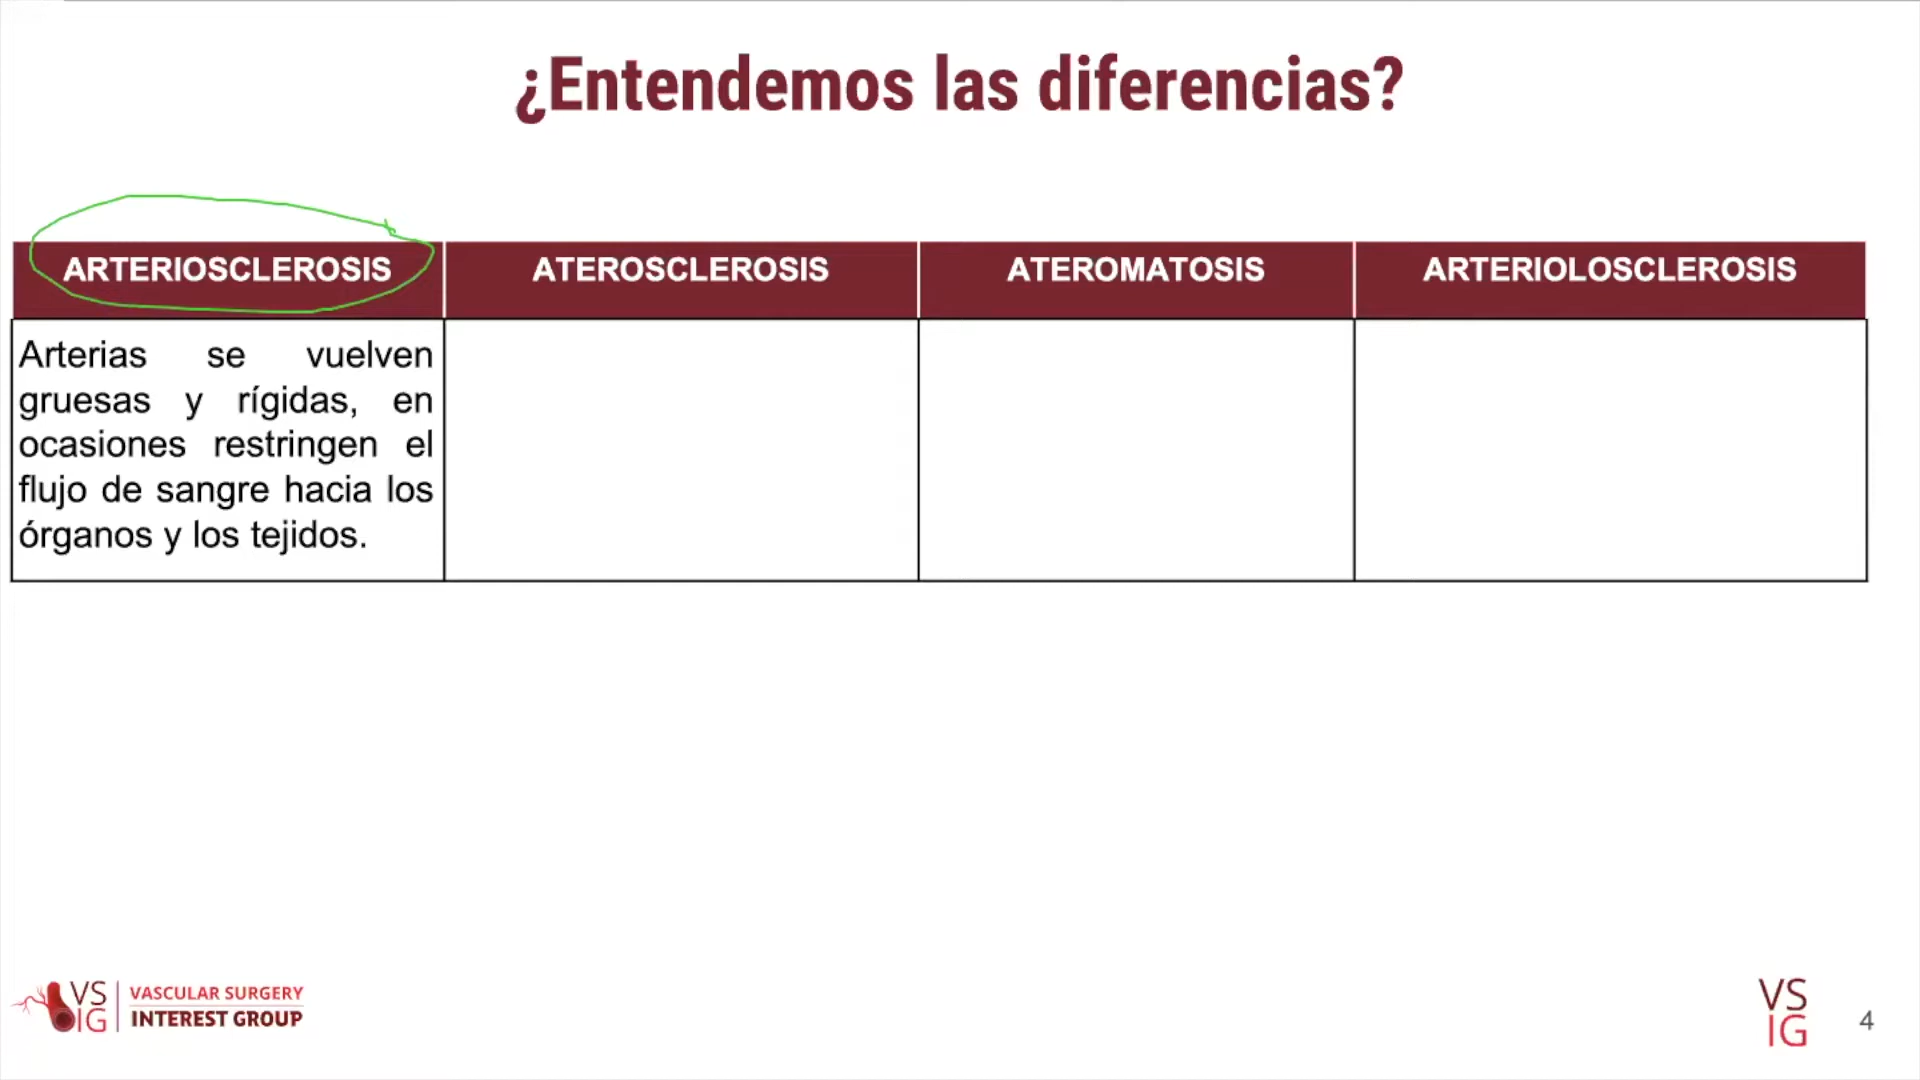 ¿Entendemos las diferencias?
ARTERIOSCLEROSIS
ATEROSCLEROSIS
ATEROMATOSIS
ARTERIOLOSCLEROSIS
Arterias se vuelven
gruesas y rígidas, en
ocasiones restringen el
flujo de sangre hacia los
órganos y los tejidos.
VS
IG
VASCULAR SURGERY
INTEREST GROUP
VS
IG
4